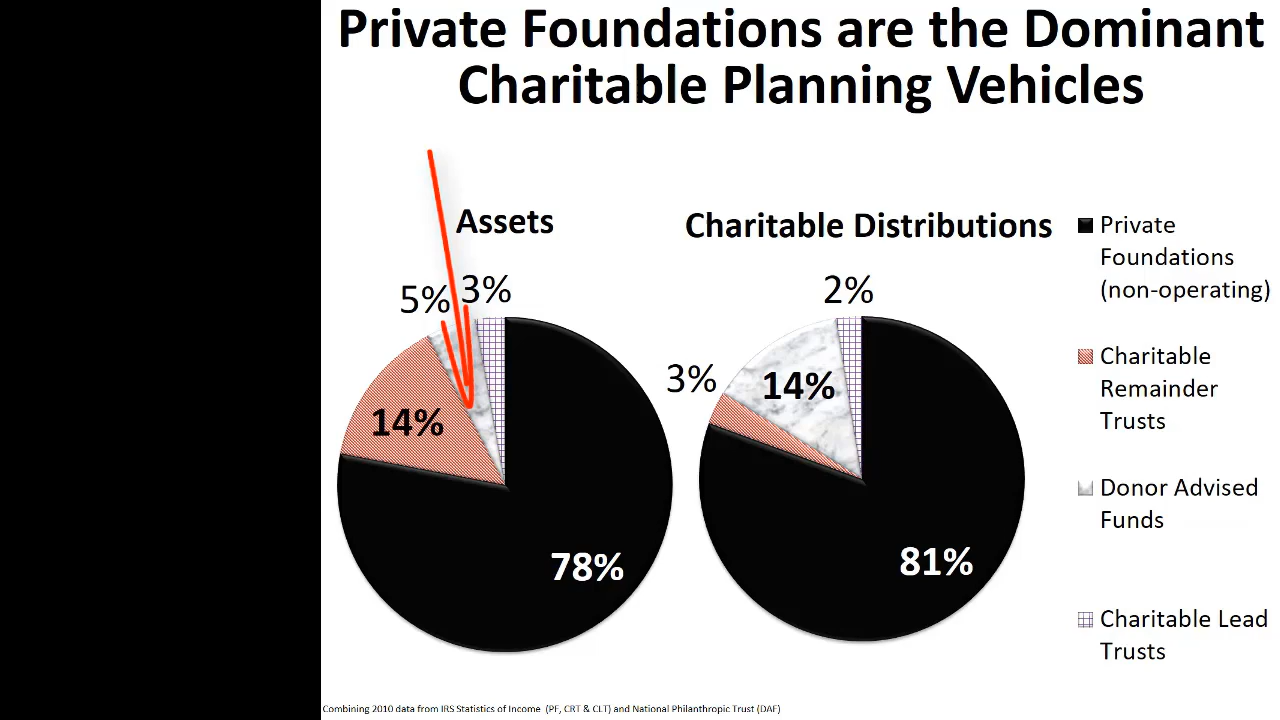 Private Foundations are the Dominant
Charitable Planning Vehicles
Assets
5%
3%
14%
78%
Charitable Distributions
2%
3%
14%
81%
Private
Foundations
(non-operating)
Charitable
Remainder
Trusts
Donor Advised
Funds
Charitable Lead
Trusts
Combining 2010 data from IRS Statistics of Income (PF, CRT & CLT) and National Philanthropic Trust (DAF)